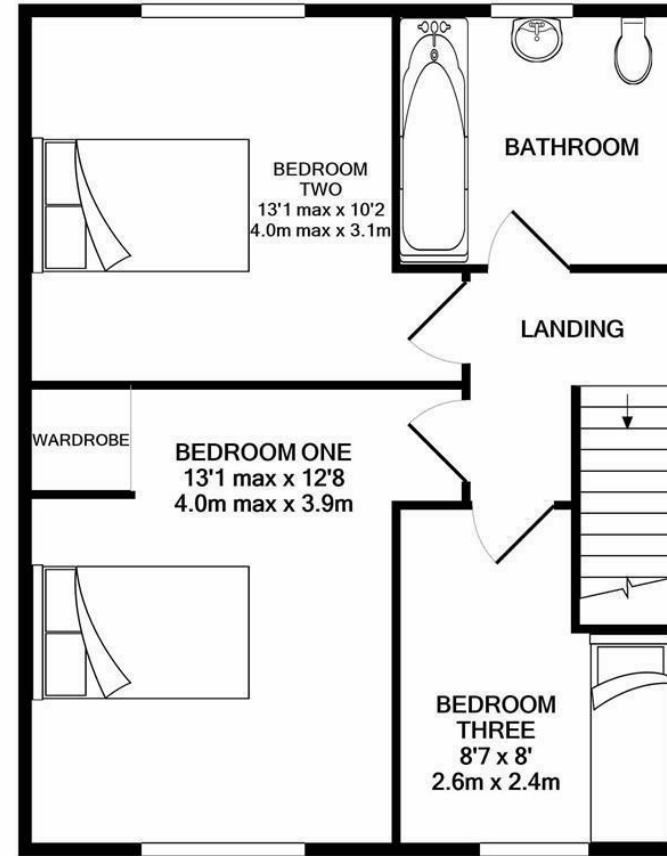 BATHROOM
BEDROOM
TWO
13'1 max x 10'2
4.0m max x 3.1m
LANDING
WARDROBE
BEDROOM ONE
13'1 max x 12'8
4.0m max x 3.9m
BEDROOM
THREE
8'7 x 8'
2.6m x 2.4m